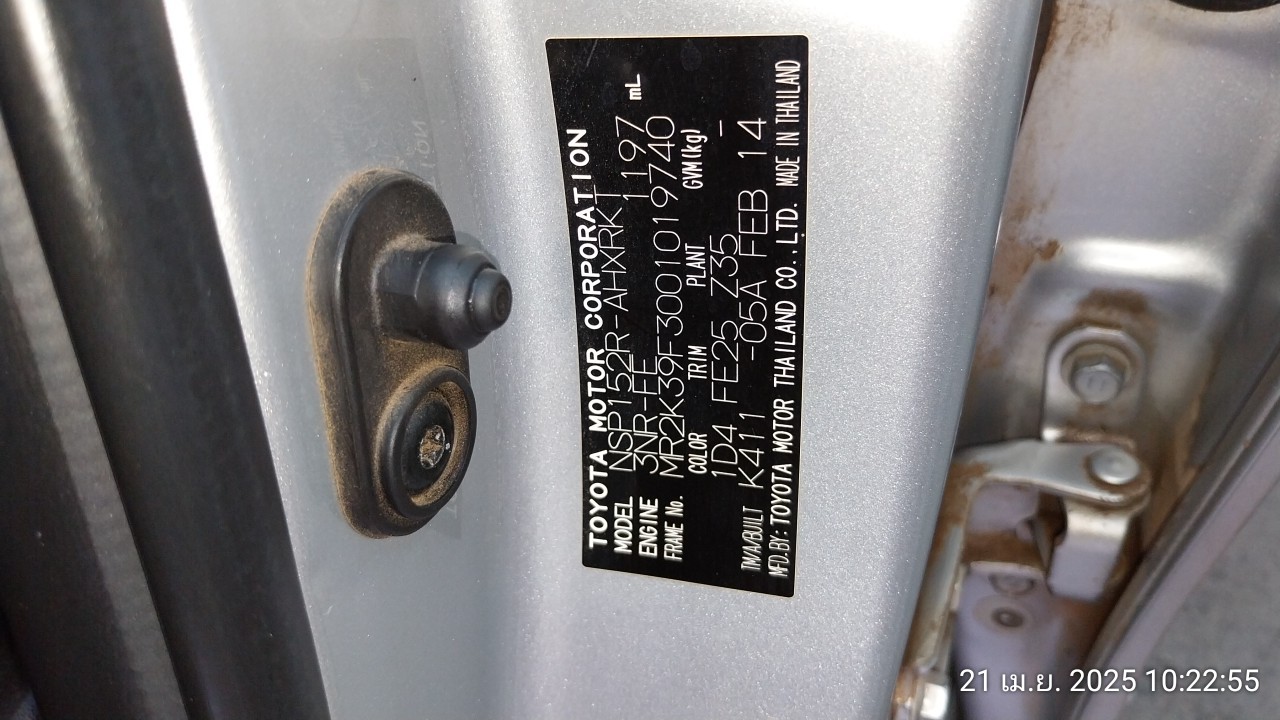 TOYOTA MOTOR CORPORATION
MODEL NSP152R-AHXRKT
ENGINE 3NR-FE 1 197 mL
FRAME No. MR2K39F3001019740
COLOR TRIM PLANT GVM(kg)
1D4 FE25 Z35 -
TM/A/BUILT K411 -05A FEB 14
MFD.BY: TOYOTA MOTOR THAILAND CO.,LTD. MADE IN THAILAND
21 เม.ย. 2025 10:22:55